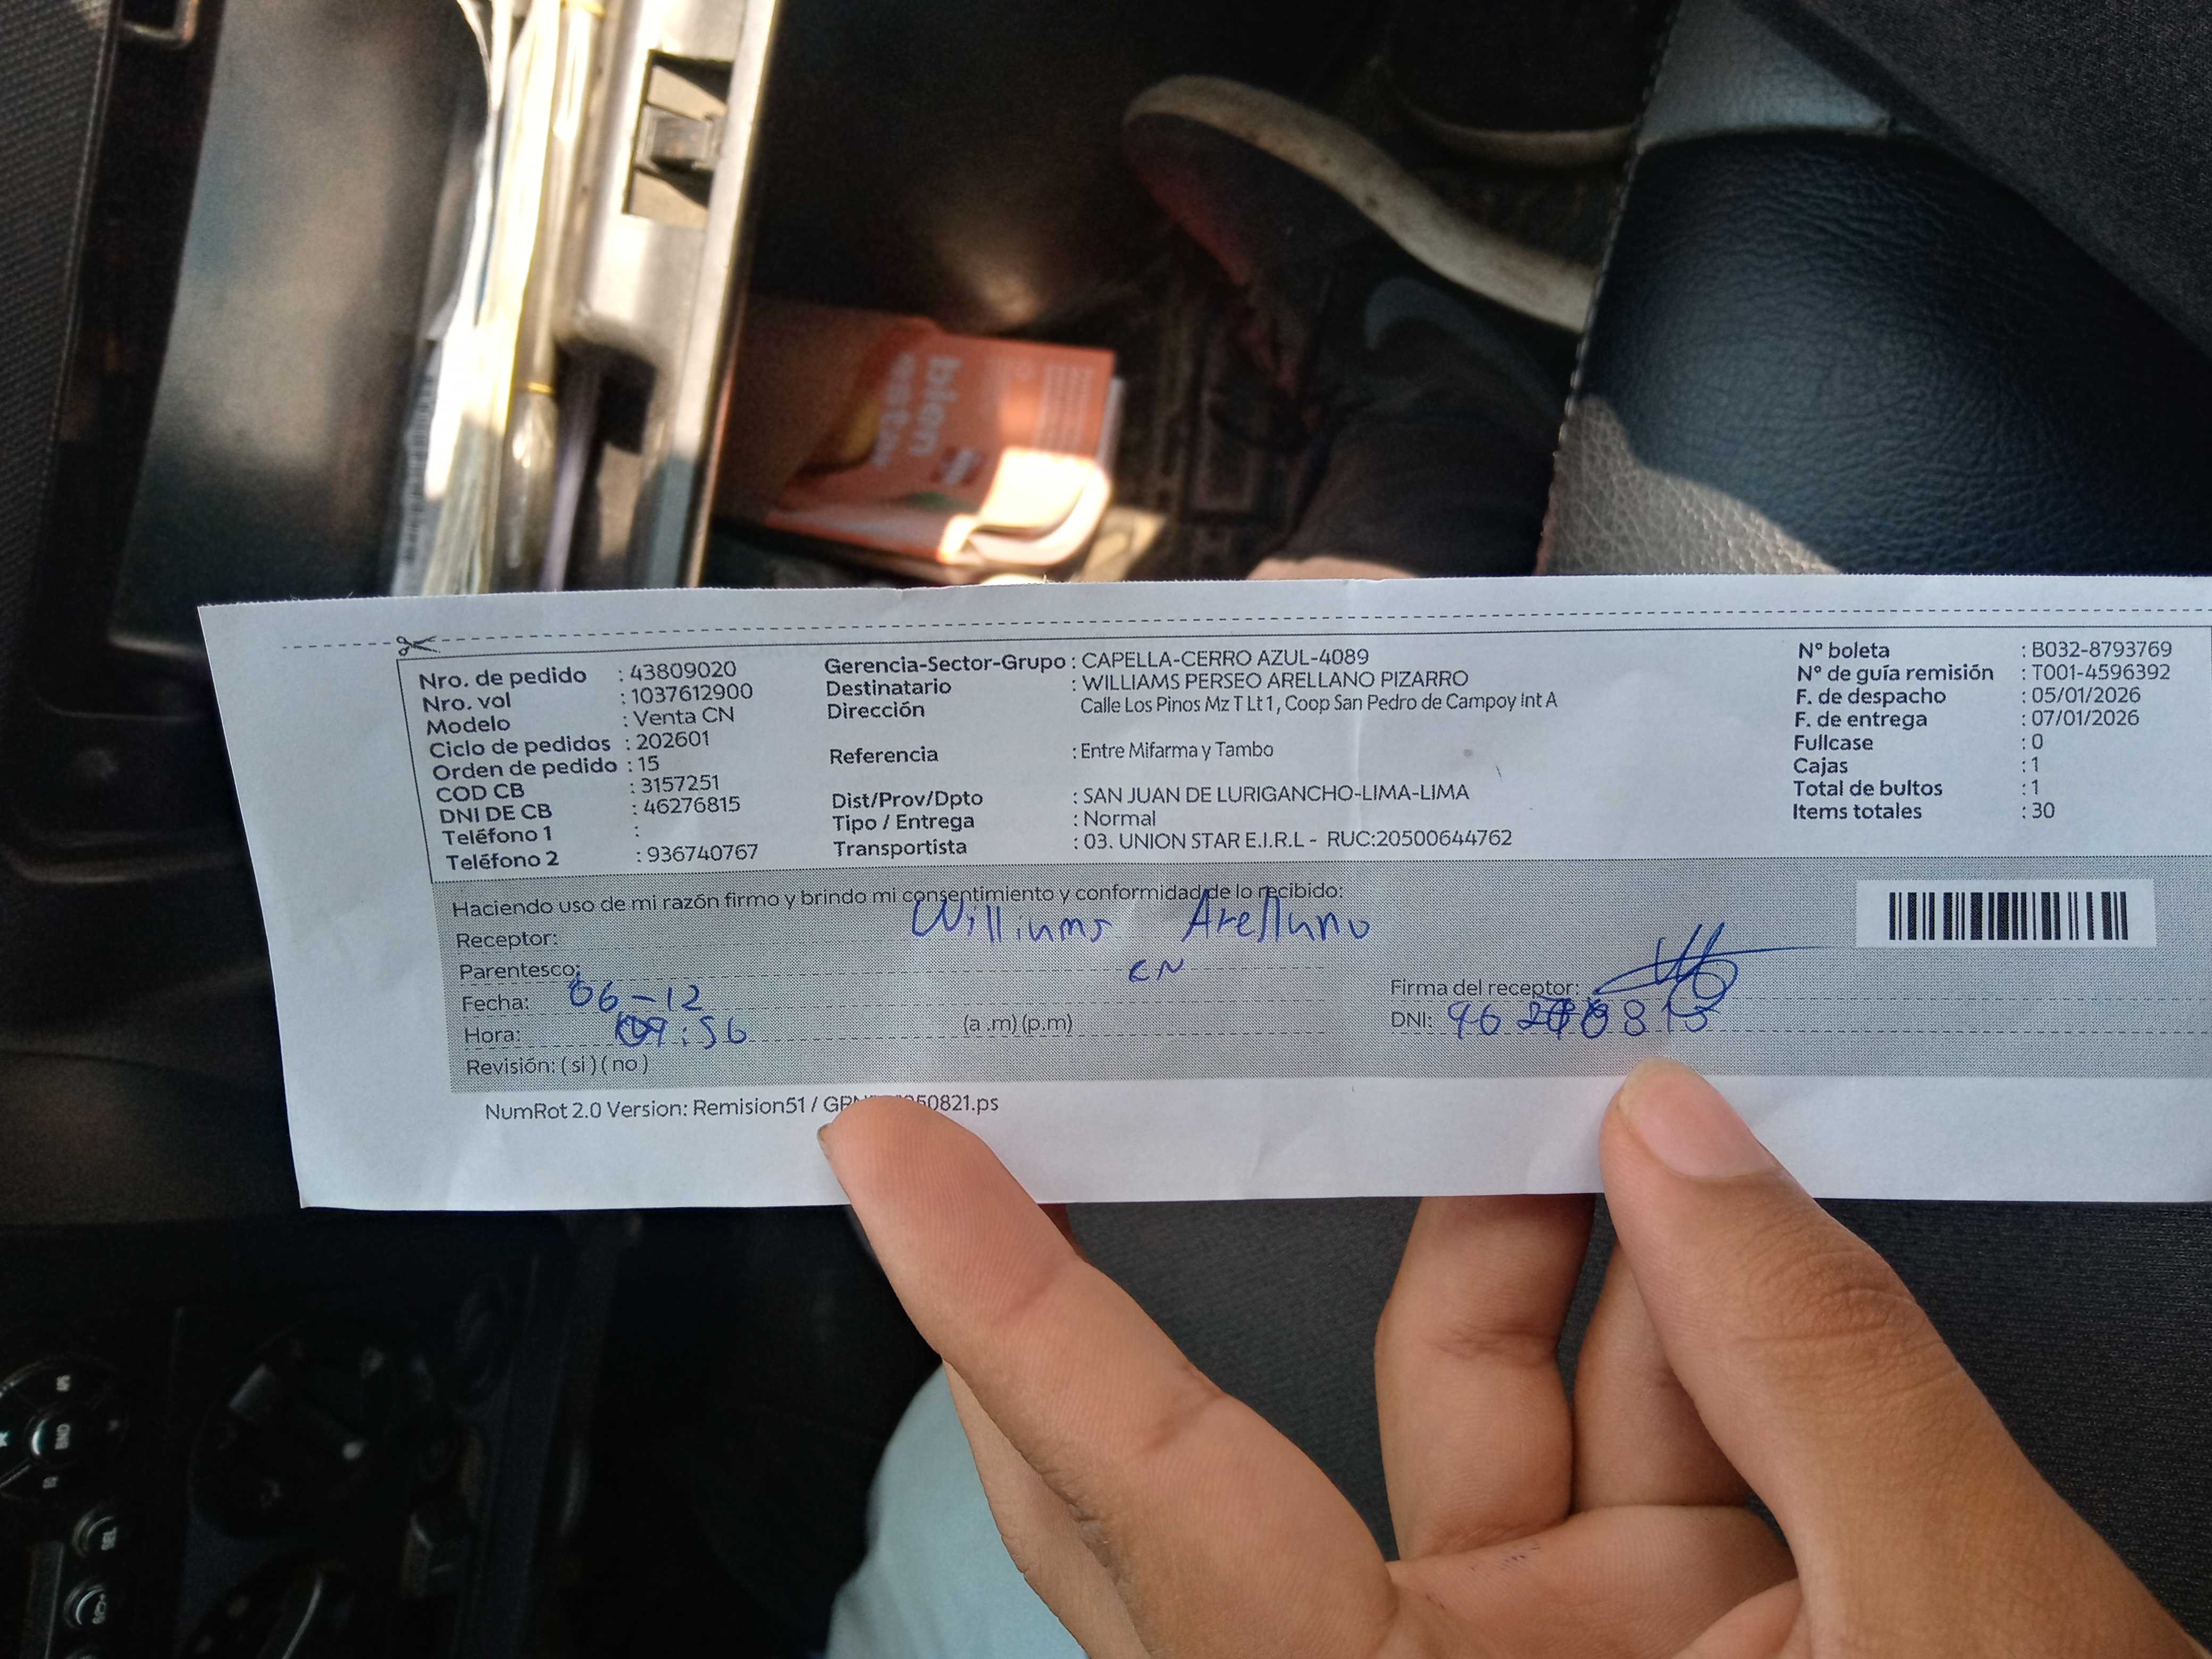 bien
estar
Nro. de pedido : 43809020
Nro. vol : 1037612900
Modelo : Venta CN
Ciclo de pedidos : 202601
Orden de pedido : 15
COD CB : 3157251
DNI DE CB : 46276815
Teléfono 1 :
Teléfono 2 : 936740767
Gerencia-Sector-Grupo : CAPELLA-CERRO AZUL-4089
Destinatario : WILLIAMS PERSEO ARELLANO PIZARRO
Dirección Calle Los Pinos Mz T Lt 1, Coop San Pedro de Campoy Int A
Referencia : Entre Mifarma y Tambo
Dist/Prov/Dpto : SAN JUAN DE LURIGANCHO-LIMA-LIMA
Tipo / Entrega : Normal
Transportista : 03. UNION STAR E.I.R.L - RUC:20500644762
N° boleta : B032-8793769
N° de guía remisión : T001-4596392
F. de despacho : 05/01/2026
F. de entrega : 07/01/2026
Fullcase : 0
Cajas : 1
Total de bultos : 1
Items totales : 30
Haciendo uso de mi razón firmo y brindo mi consentimiento y conformidad de lo recibido:
Receptor: Williams Arellano
Parentesco: CN
Fecha: 06-12
Hora: 09:56 (a .m) (p.m)
Revisión: ( si ) ( no )
Firma del receptor:
DNI:
NumRot 2.0 Version: Remision51 /
SEL